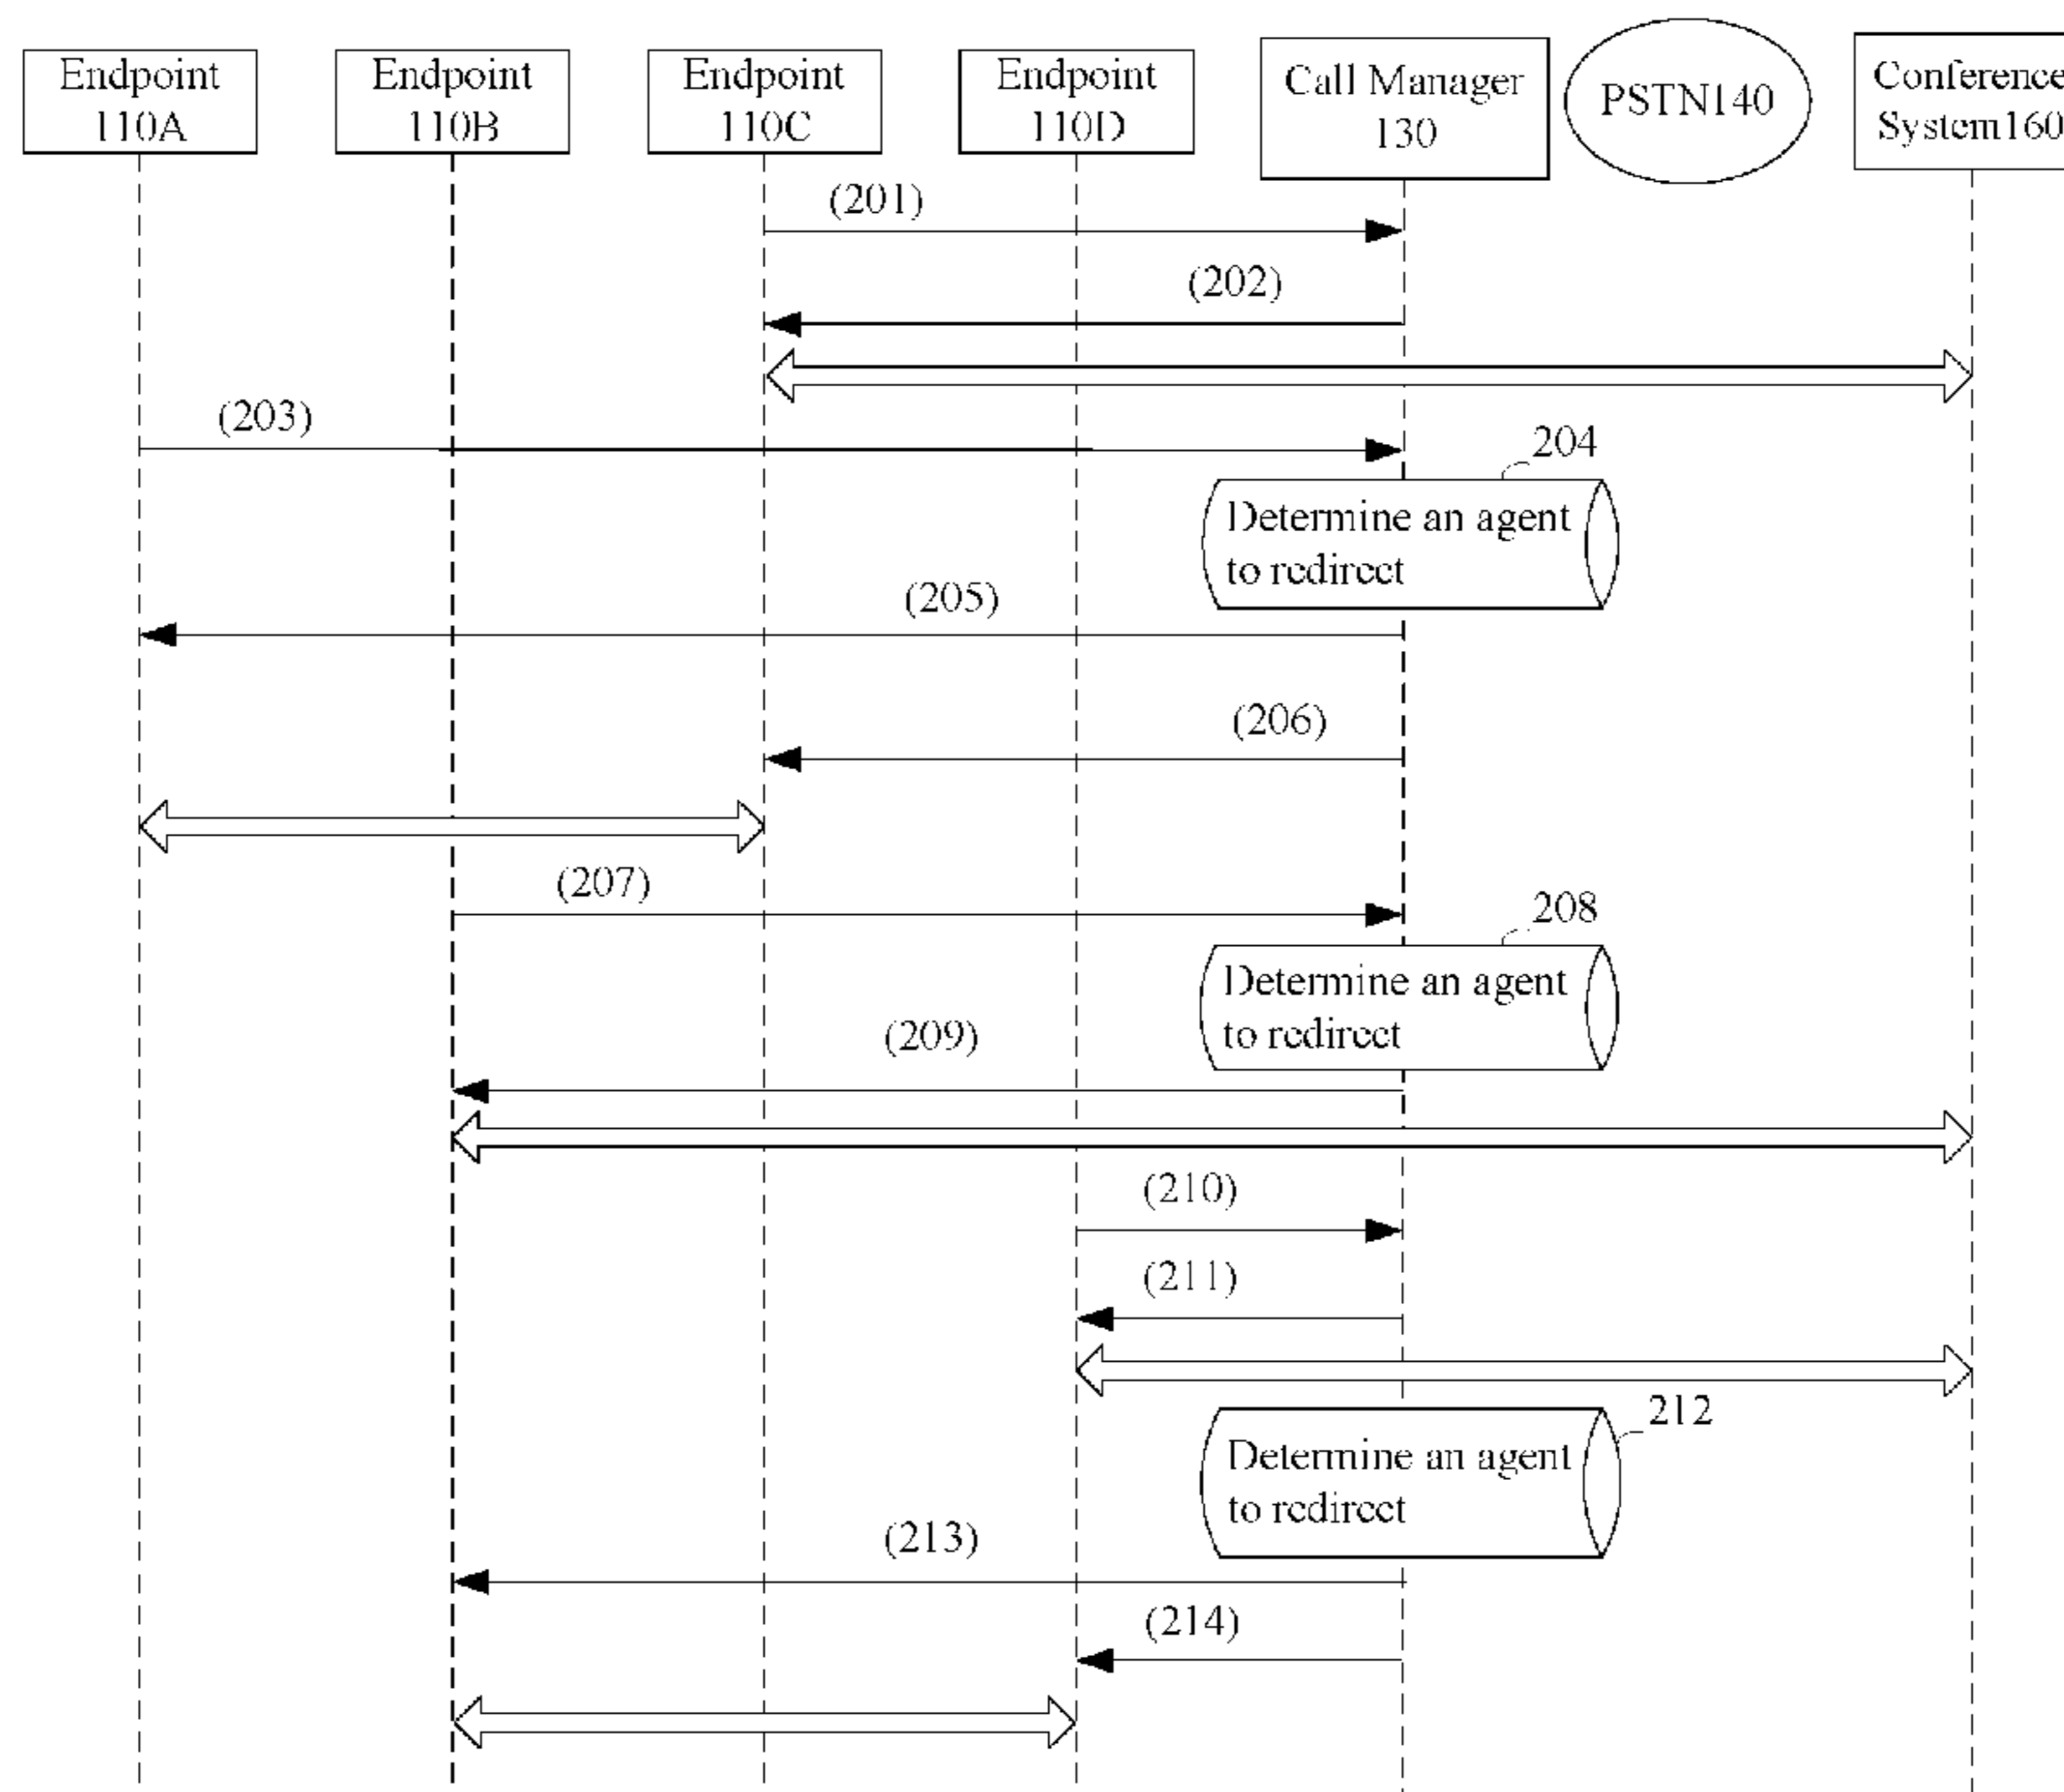 Endpoint
110A
Endpoint
110B
Endpoint
110C
Endpoint
110D
Call Manager
130
PSTN140
Conference
System160
(201)
(202)
(203)
204
Determine an agent
to redirect
(205)
(206)
(207)
208
Determine an agent
to redirect
(209)
(210)
(211)
212
Determine an agent
to redirect
(213)
(214)